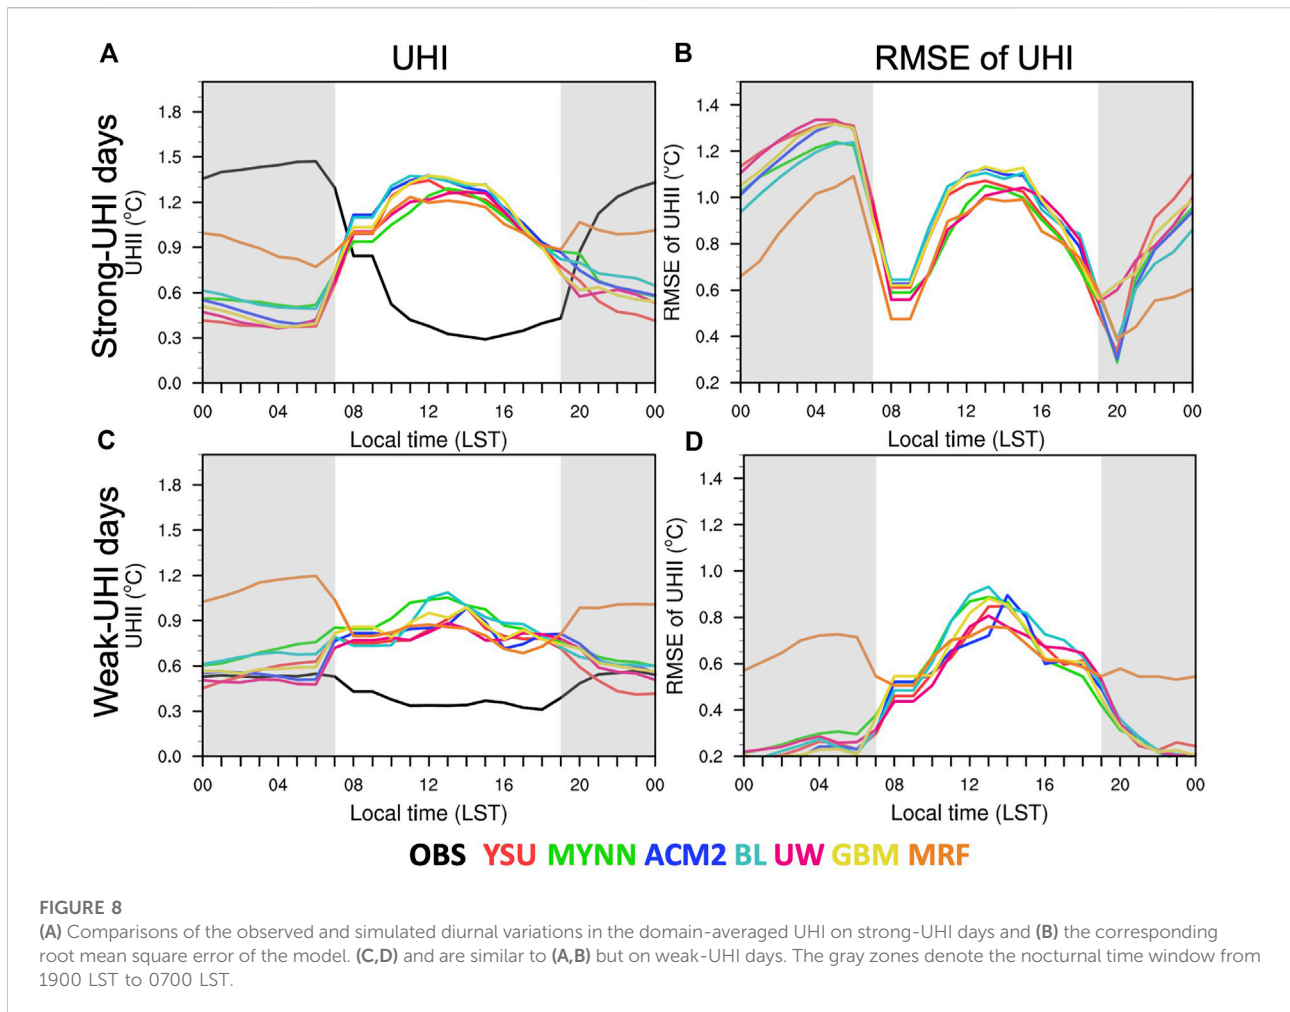 A
UHI
B
RMSE of UHI
Strong-UHI days
UHII (°C)
1.8
1.5
1.2
0.9
0.6
0.3
0.0
00 04 08 12 16 20 00
Local time (LST)
RMSE of UHII (°C)
1.4
1.2
1.0
0.8
0.6
0.4
0.2
00 04 08 12 16 20 00
Local time (LST)
C
Weak-UHI days
UHII (°C)
1.8
1.5
1.2
0.9
0.6
0.3
0.0
00 04 08 12 16 20 00
Local time (LST)
D
RMSE of UHII (°C)
1.4
1.2
1.0
0.8
0.6
0.4
0.2
00 04 08 12 16 20 00
Local time (LST)
OBS YSU MYNN ACM2 BL UW GBM MRF
FIGURE 8
(A) Comparisons of the observed and simulated diurnal variations in the domain-averaged UHI on strong-UHI days and (B) the corresponding
root mean square error of the model. (C,D) and are similar to (A,B) but on weak-UHI days. The gray zones denote the nocturnal time window from
1900 LST to 0700 LST.